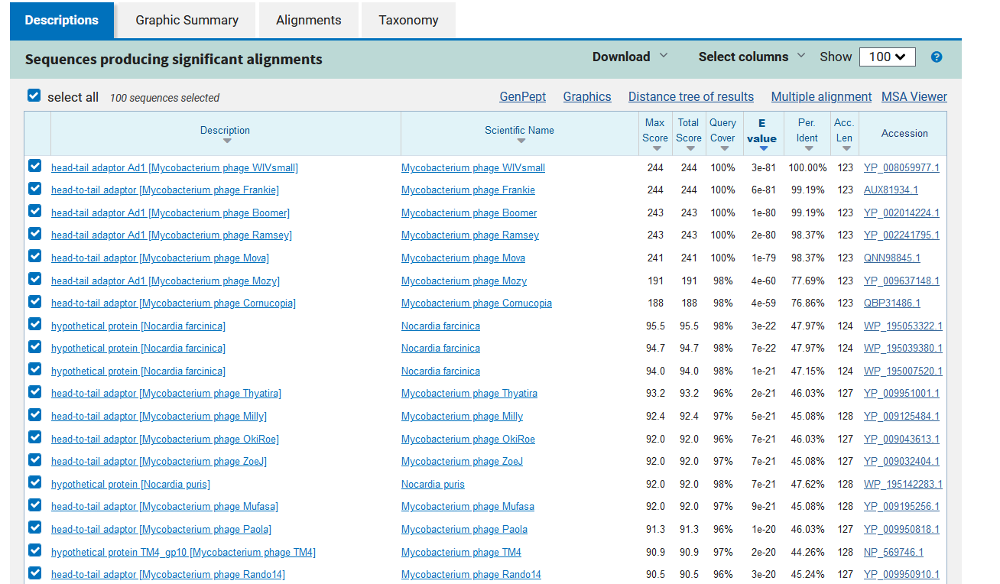 Descriptions Graphic Summary Alignments Taxonomy
Sequences producing significant alignments Download Select columns Show 100 ?
select all 100 sequences selected GenPept Graphics Distance tree of results Multiple alignment MSA Viewer
Description Scientific Name Max Score Total Score Query Cover E value Per. Ident Acc. Len Accession
head-tail adaptor Ad1 [Mycobacterium phage WIVsmall] Mycobacterium phage WIVsmall 244 244 100% 3e-81 100.00% 123 YP_008059977.1
head-to-tail adaptor [Mycobacterium phage Frankie] Mycobacterium phage Frankie 244 244 100% 6e-81 99.19% 123 AUX81934.1
head-tail adaptor Ad1 [Mycobacterium phage Boomer] Mycobacterium phage Boomer 243 243 100% 1e-80 99.19% 123 YP_002014224.1
head-tail adaptor Ad1 [Mycobacterium phage Ramsey] Mycobacterium phage Ramsey 243 243 100% 2e-80 98.37% 123 YP_002241795.1
head-to-tail adaptor [Mycobacterium phage Mova] Mycobacterium phage Mova 241 241 100% 1e-79 98.37% 123 QNN98845.1
head-tail adaptor Ad1 [Mycobacterium phage Mozy] Mycobacterium phage Mozy 191 191 98% 4e-60 77.69% 123 YP_009637148.1
head-to-tail adaptor [Mycobacterium phage Cornucopia] Mycobacterium phage Cornucopia 188 188 98% 4e-59 76.86% 123 QBP31486.1
hypothetical protein [Nocardia farcinica] Nocardia farcinica 95.5 95.5 98% 3e-22 47.97% 124 WP_195053322.1
hypothetical protein [Nocardia farcinica] Nocardia farcinica 94.7 94.7 98% 7e-22 47.97% 124 WP_195039380.1
hypothetical protein [Nocardia farcinica] Nocardia farcinica 94.0 94.0 98% 1e-21 47.15% 124 WP_195007520.1
head-to-tail adaptor [Mycobacterium phage Thyatira] Mycobacterium phage Thyatira 93.2 93.2 96% 2e-21 46.03% 127 YP_009951001.1
head-to-tail adaptor [Mycobacterium phage Milly] Mycobacterium phage Milly 92.4 92.4 97% 5e-21 45.08% 128 YP_009125484.1
head-to-tail adaptor [Mycobacterium phage OkiRoe] Mycobacterium phage OkiRoe 92.0 92.0 96% 7e-21 46.03% 127 YP_009043613.1
head-to-tail adaptor [Mycobacterium phage ZoeJ] Mycobacterium phage ZoeJ 92.0 92.0 97% 7e-21 45.08% 127 YP_009032404.1
hypothetical protein [Nocardia puris] Nocardia puris 92.0 92.0 98% 7e-21 47.62% 128 WP_195142283.1
head-to-tail adaptor [Mycobacterium phage Mufasa] Mycobacterium phage Mufasa 92.0 92.0 97% 9e-21 45.08% 128 YP_009195256.1
head-to-tail adaptor [Mycobacterium phage Paola] Mycobacterium phage Paola 91.3 91.3 96% 1e-20 46.03% 127 YP_009950818.1
hypothetical protein TM4_gp10 [Mycobacterium phage TM4] Mycobacterium phage TM4 90.9 90.9 97% 2e-20 44.26% 128 NP_569746.1
head-to-tail adaptor [Mycobacterium phage Rando14] Mycobacterium phage Rando14 90.5 90.5 96% 3e-20 45.24% 127 YP_009950910.1